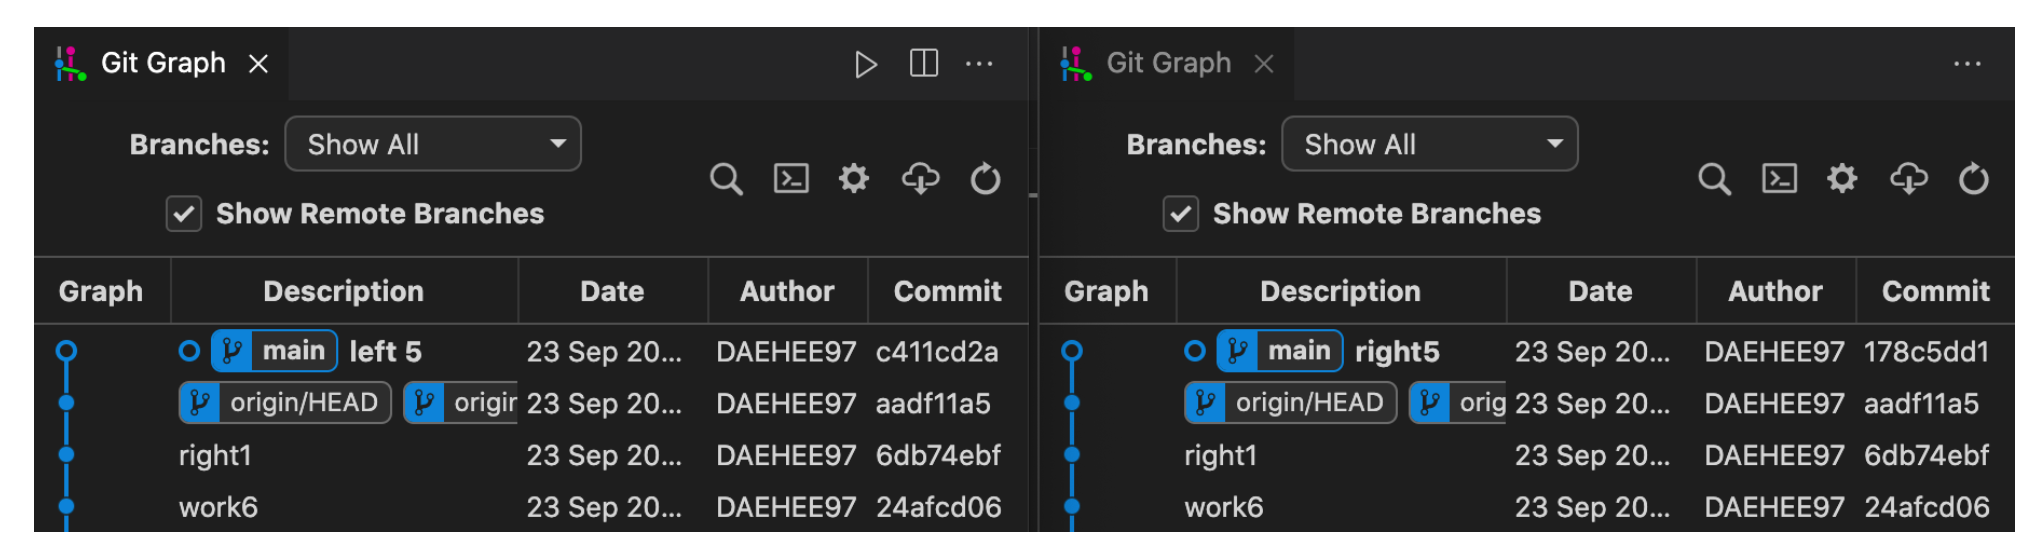 Git Graph
Branches: Show All
Show Remote Branches
Graph Description Date Author Commit
main left 5 23 Sep 20... DAEHEE97 c411cd2a
origin/HEAD origin 23 Sep 20... DAEHEE97 aadf11a5
right1 23 Sep 20... DAEHEE97 6db74ebf
work6 23 Sep 20... DAEHEE97 24afcd06
Git Graph
Branches: Show All
Show Remote Branches
Graph Description Date Author Commit
main right5 23 Sep 20... DAEHEE97 178c5dd1
origin/HEAD orig 23 Sep 20... DAEHEE97 aadf11a5
right1 23 Sep 20... DAEHEE97 6db74ebf
work6 23 Sep 20... DAEHEE97 24afcd06